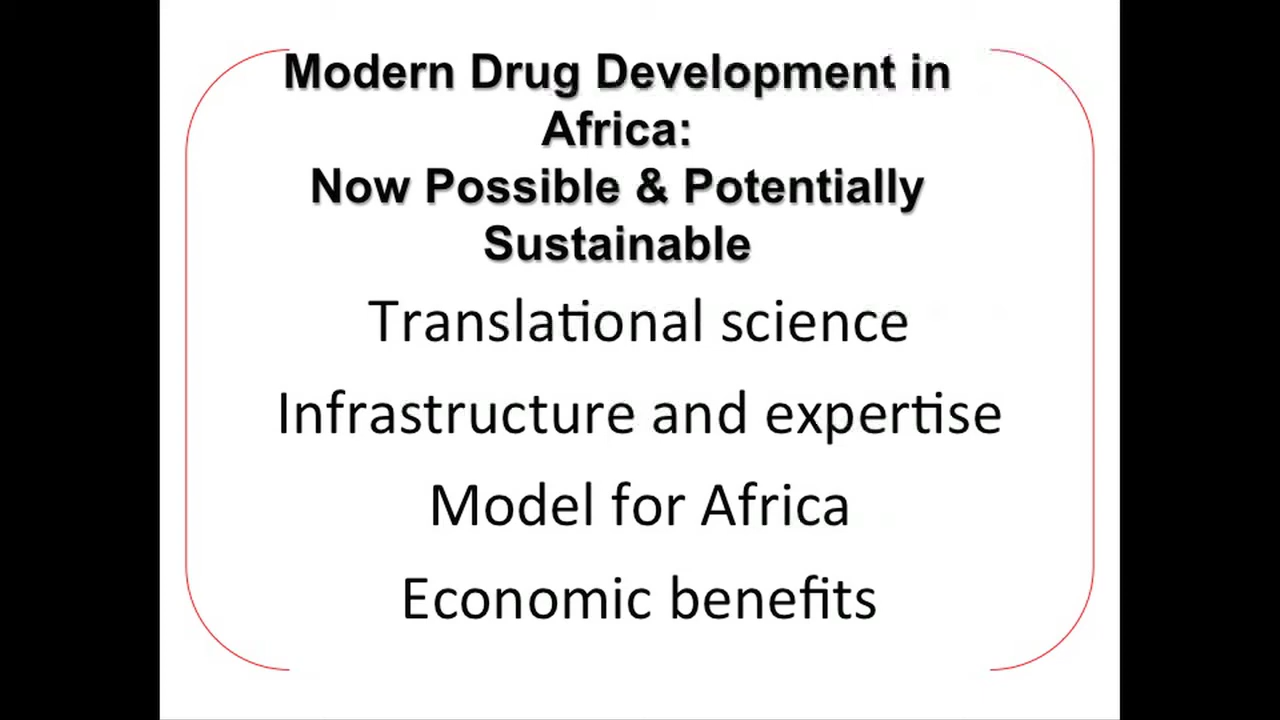 Modern Drug Development in
Africa:
Now Possible & Potentially
Sustainable
Translational science
Infrastructure and expertise
Model for Africa
Economic benefits